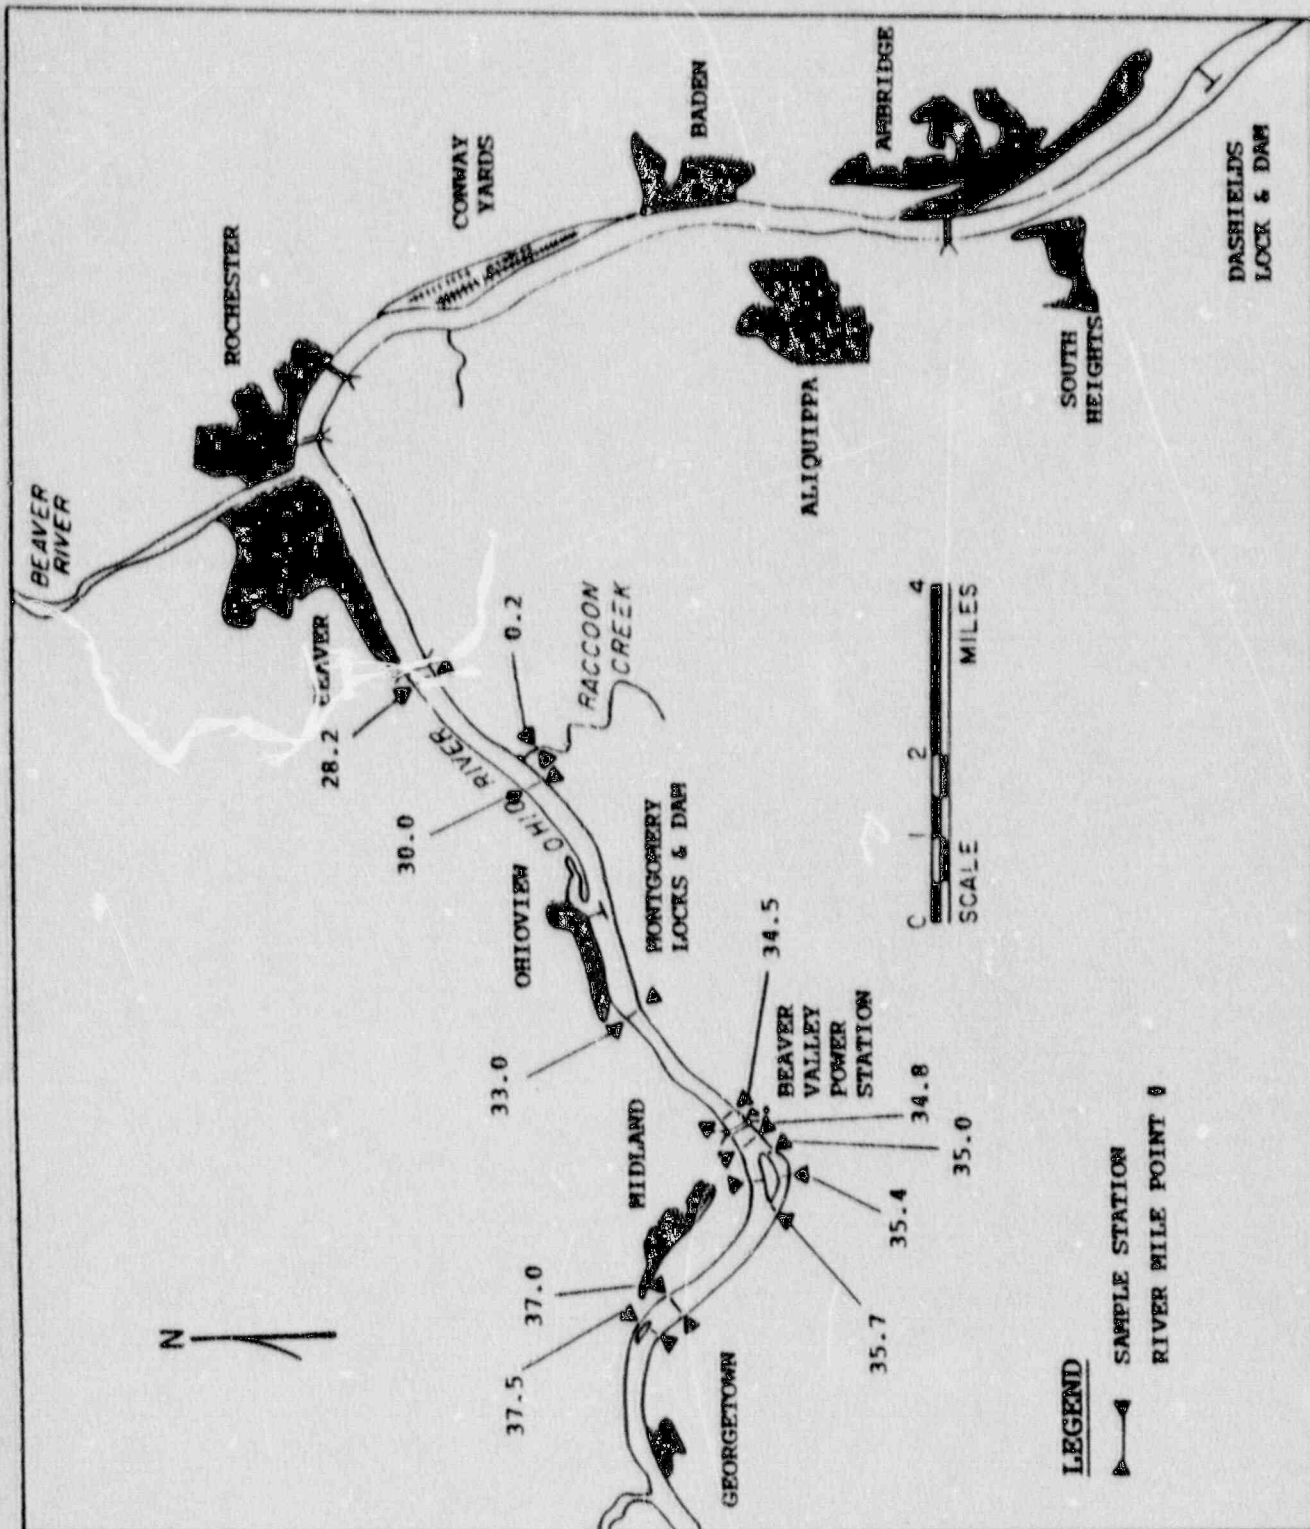 BEAVER
RIVER
ROCHESTER
CONWAY
YARDS
BADEN
AMBRIDGE
BEAVER
28.2
0.2
RACCOON
CREEK
30.0
OHIO RIVER
OHIOVIEW
MONTGOMERY
LOCKS & DAM
ALIQUIPPA
SOUTH
HEIGHTS
DASHIELDS
LOCK & DAM
33.0
34.5
BEAVER
VALLEY
POWER
STATION
MIDLAND
34.8
35.0
35.4
35.7
37.0
37.5
GEORGETOWN
N
0 1 2 4
SCALE MILES
LEGEND
SAMPLE STATION
RIVER MILE POINT